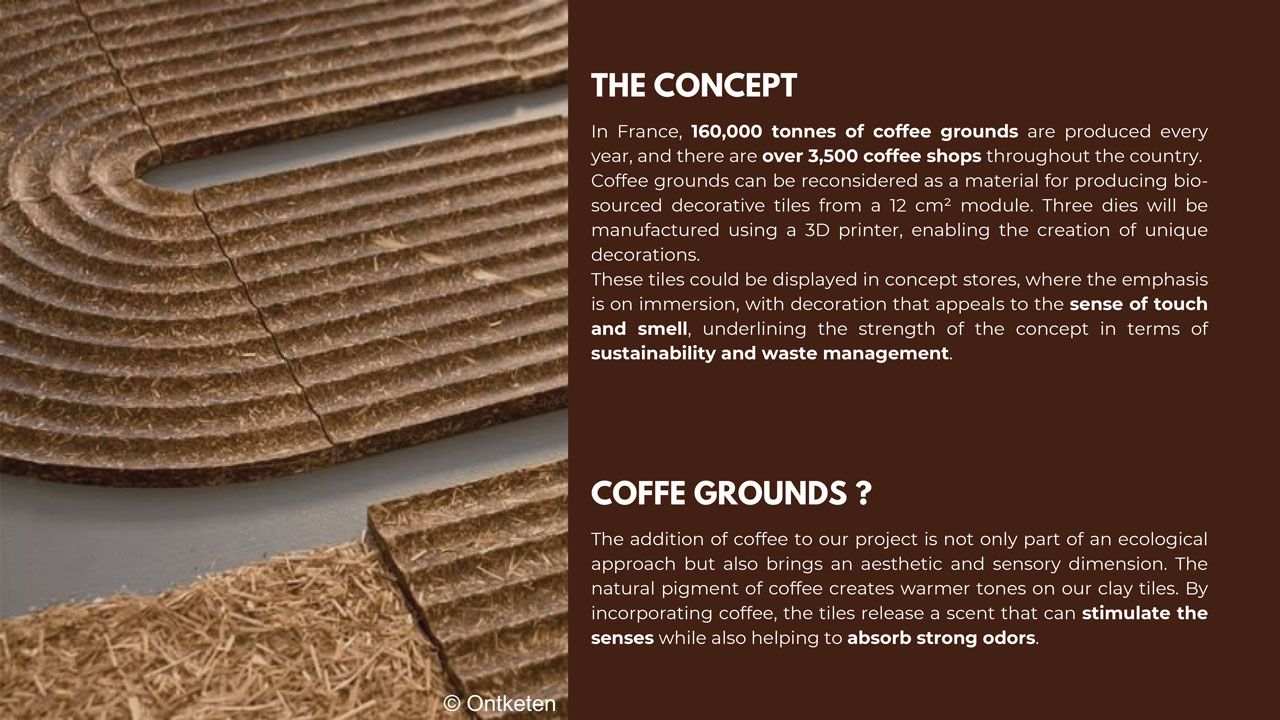 THE CONCEPT
In France, 160,000 tonnes of coffee grounds are produced every
year, and there are over 3,500 coffee shops throughout the country.
Coffee grounds can be reconsidered as a material for producing bio-
sourced decorative tiles from a 12 cm² module. Three dies will be
manufactured using a 3D printer, enabling the creation of unique
decorations.
These tiles could be displayed in concept stores, where the emphasis
is on immersion, with decoration that appeals to the sense of touch
and smell, underlining the strength of the concept in terms of
sustainability and waste management.
COFFE GROUNDS ?
The addition of coffee to our project is not only part of an ecological
approach but also brings an aesthetic and sensory dimension. The
natural pigment of coffee creates warmer tones on our clay tiles. By
incorporating coffee, the tiles release a scent that can stimulate the
senses while also helping to absorb strong odors.
© Ontketen